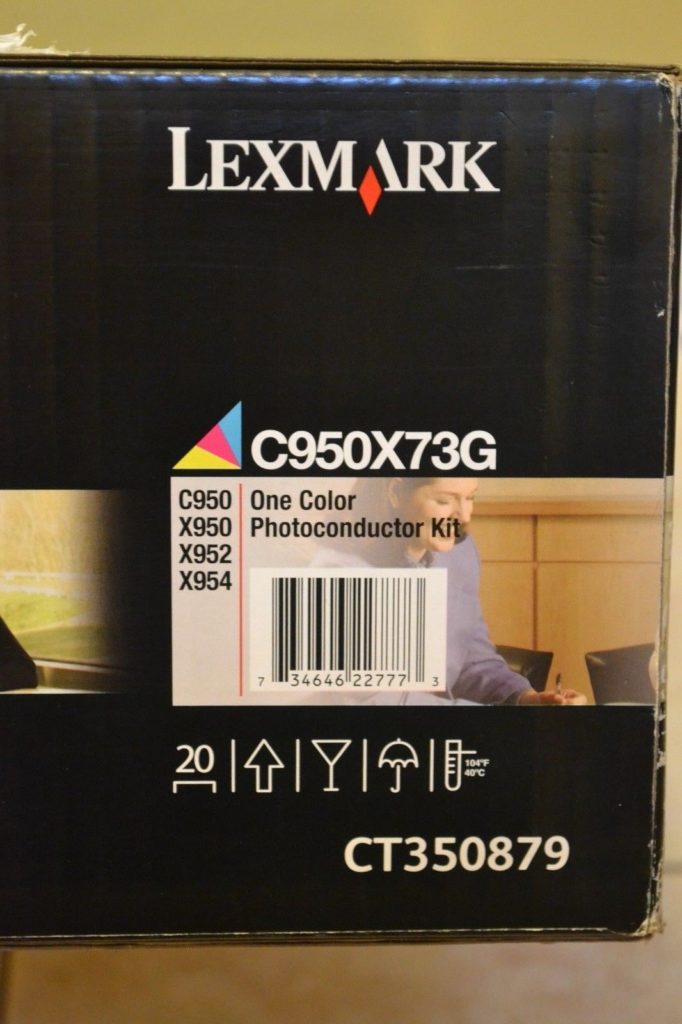 LEXMARK
C950X73G
C950
X950
X952
X954
One Color
Photoconductor Kit
7 34646 22777 3
20
104°F
40°C
CT350879